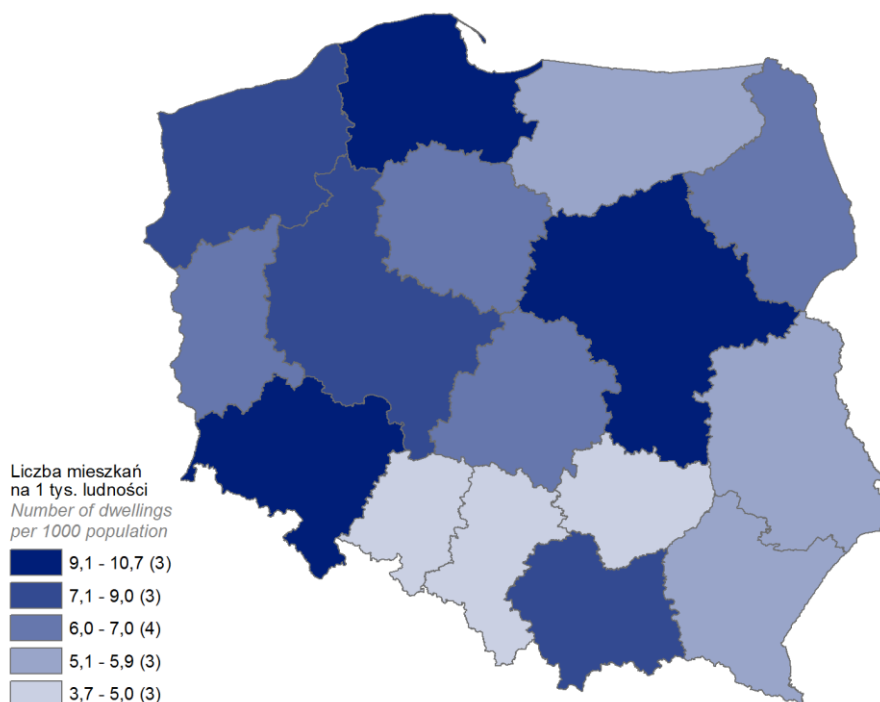 Liczba mieszkań
na 1 tys. ludności
Number of dwellings
per 1000 population
9,1 - 10,7 (3)
7,1 - 9,0 (3)
6,0 - 7,0 (4)
5,1 - 5,9 (3)
3,7 - 5,0 (3)